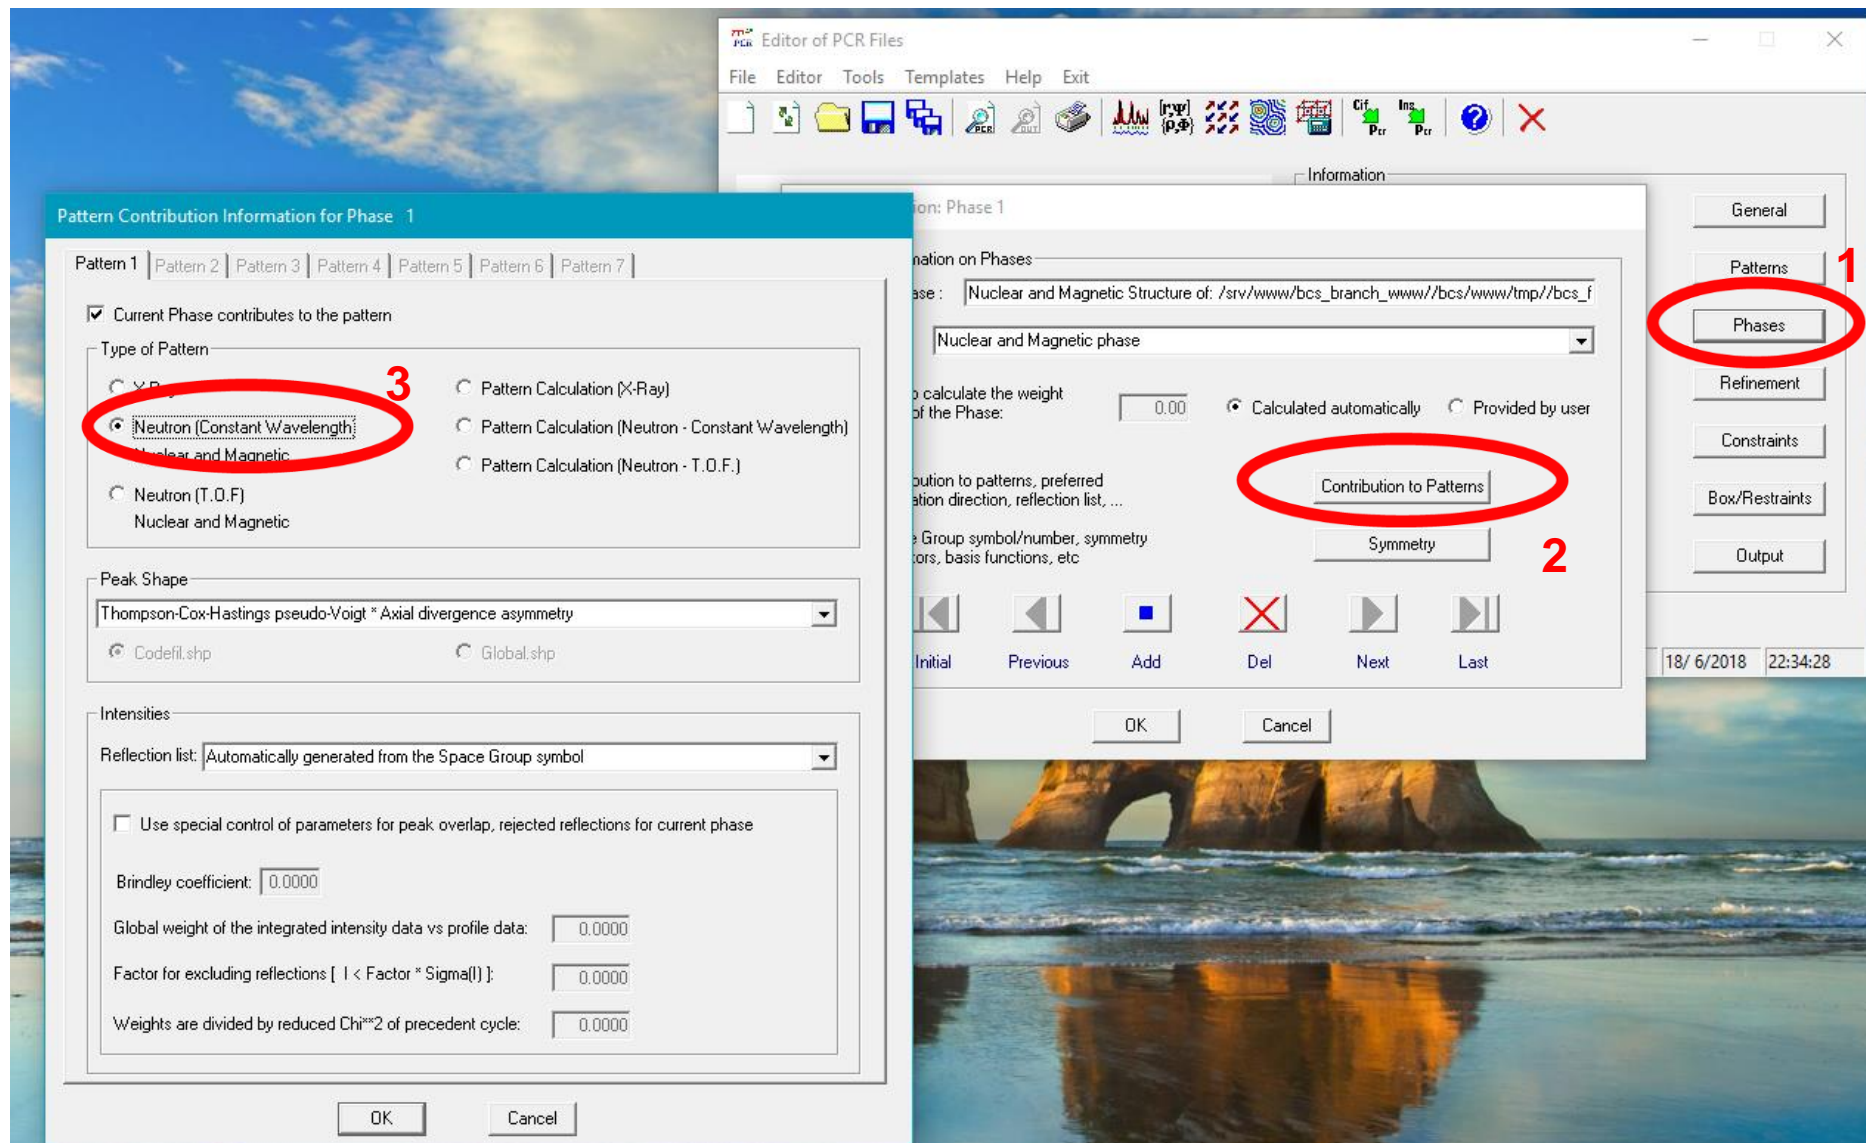 Editor of PCR Files
File Editor Tools Templates Help Exit
Information
General
Patterns
1
Phases
Refinement
Constraints
Box/Restraints
Output
18/ 6/2018 22:34:28
ion: Phase 1
mation on Phases
ase : Nuclear and Magnetic Structure of: /srv/www/bcs_branch_www//bcs/www/tmp//bcs_f
Nuclear and Magnetic phase
o calculate the weight
of the Phase: 0.00 Calculated automatically Provided by user
bution to patterns, preferred
ation direction, reflection list, ...
Contribution to Patterns
e Group symbol/number, symmetry
tors, basis functions, etc
Symmetry
2
Initial Previous Add Del Next Last
OK Cancel
Pattern Contribution Information for Phase 1
Pattern 1 Pattern 2 Pattern 3 Pattern 4 Pattern 5 Pattern 6 Pattern 7
Current Phase contributes to the pattern
Type of Pattern
3
X-Ray Pattern Calculation (X-Ray)
Neutron (Constant Wavelength) Pattern Calculation (Neutron - Constant Wavelength)
Nuclear and Magnetic
Pattern Calculation (Neutron - T.O.F.)
Neutron (T.O.F)
Nuclear and Magnetic
Peak Shape
Thompson-Cox-Hastings pseudo-Voigt * Axial divergence asymmetry
Codefil.shp Global.shp
Intensities
Reflection list: Automatically generated from the Space Group symbol
Use special control of parameters for peak overlap, rejected reflections for current phase
Brindley coefficient: 0.0000
Global weight of the integrated intensity data vs profile data: 0.0000
Factor for excluding reflections [ I < Factor * Sigma(I) ]: 0.0000
Weights are divided by reduced Chi**2 of precedent cycle: 0.0000
OK Cancel